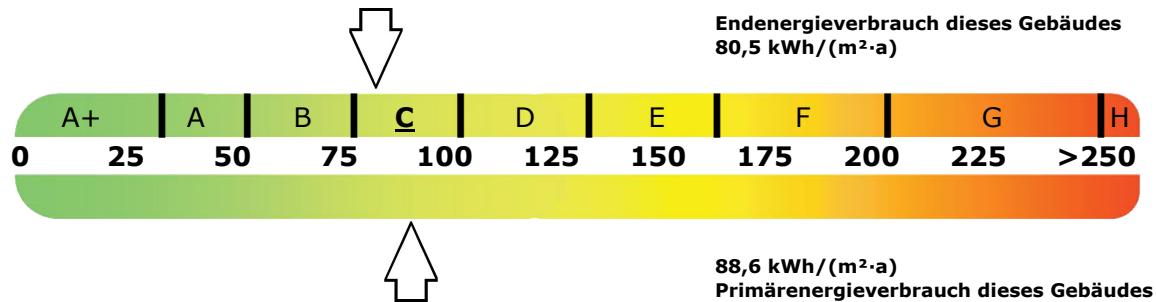 Endenergieverbrauch dieses Gebäudes
80,5 kWh/(m²·a)
A+ A B C D E F G H
0 25 50 75 100 125 150 175 200 225 >250
88,6 kWh/(m²·a)
Primärenergieverbrauch dieses Gebäudes